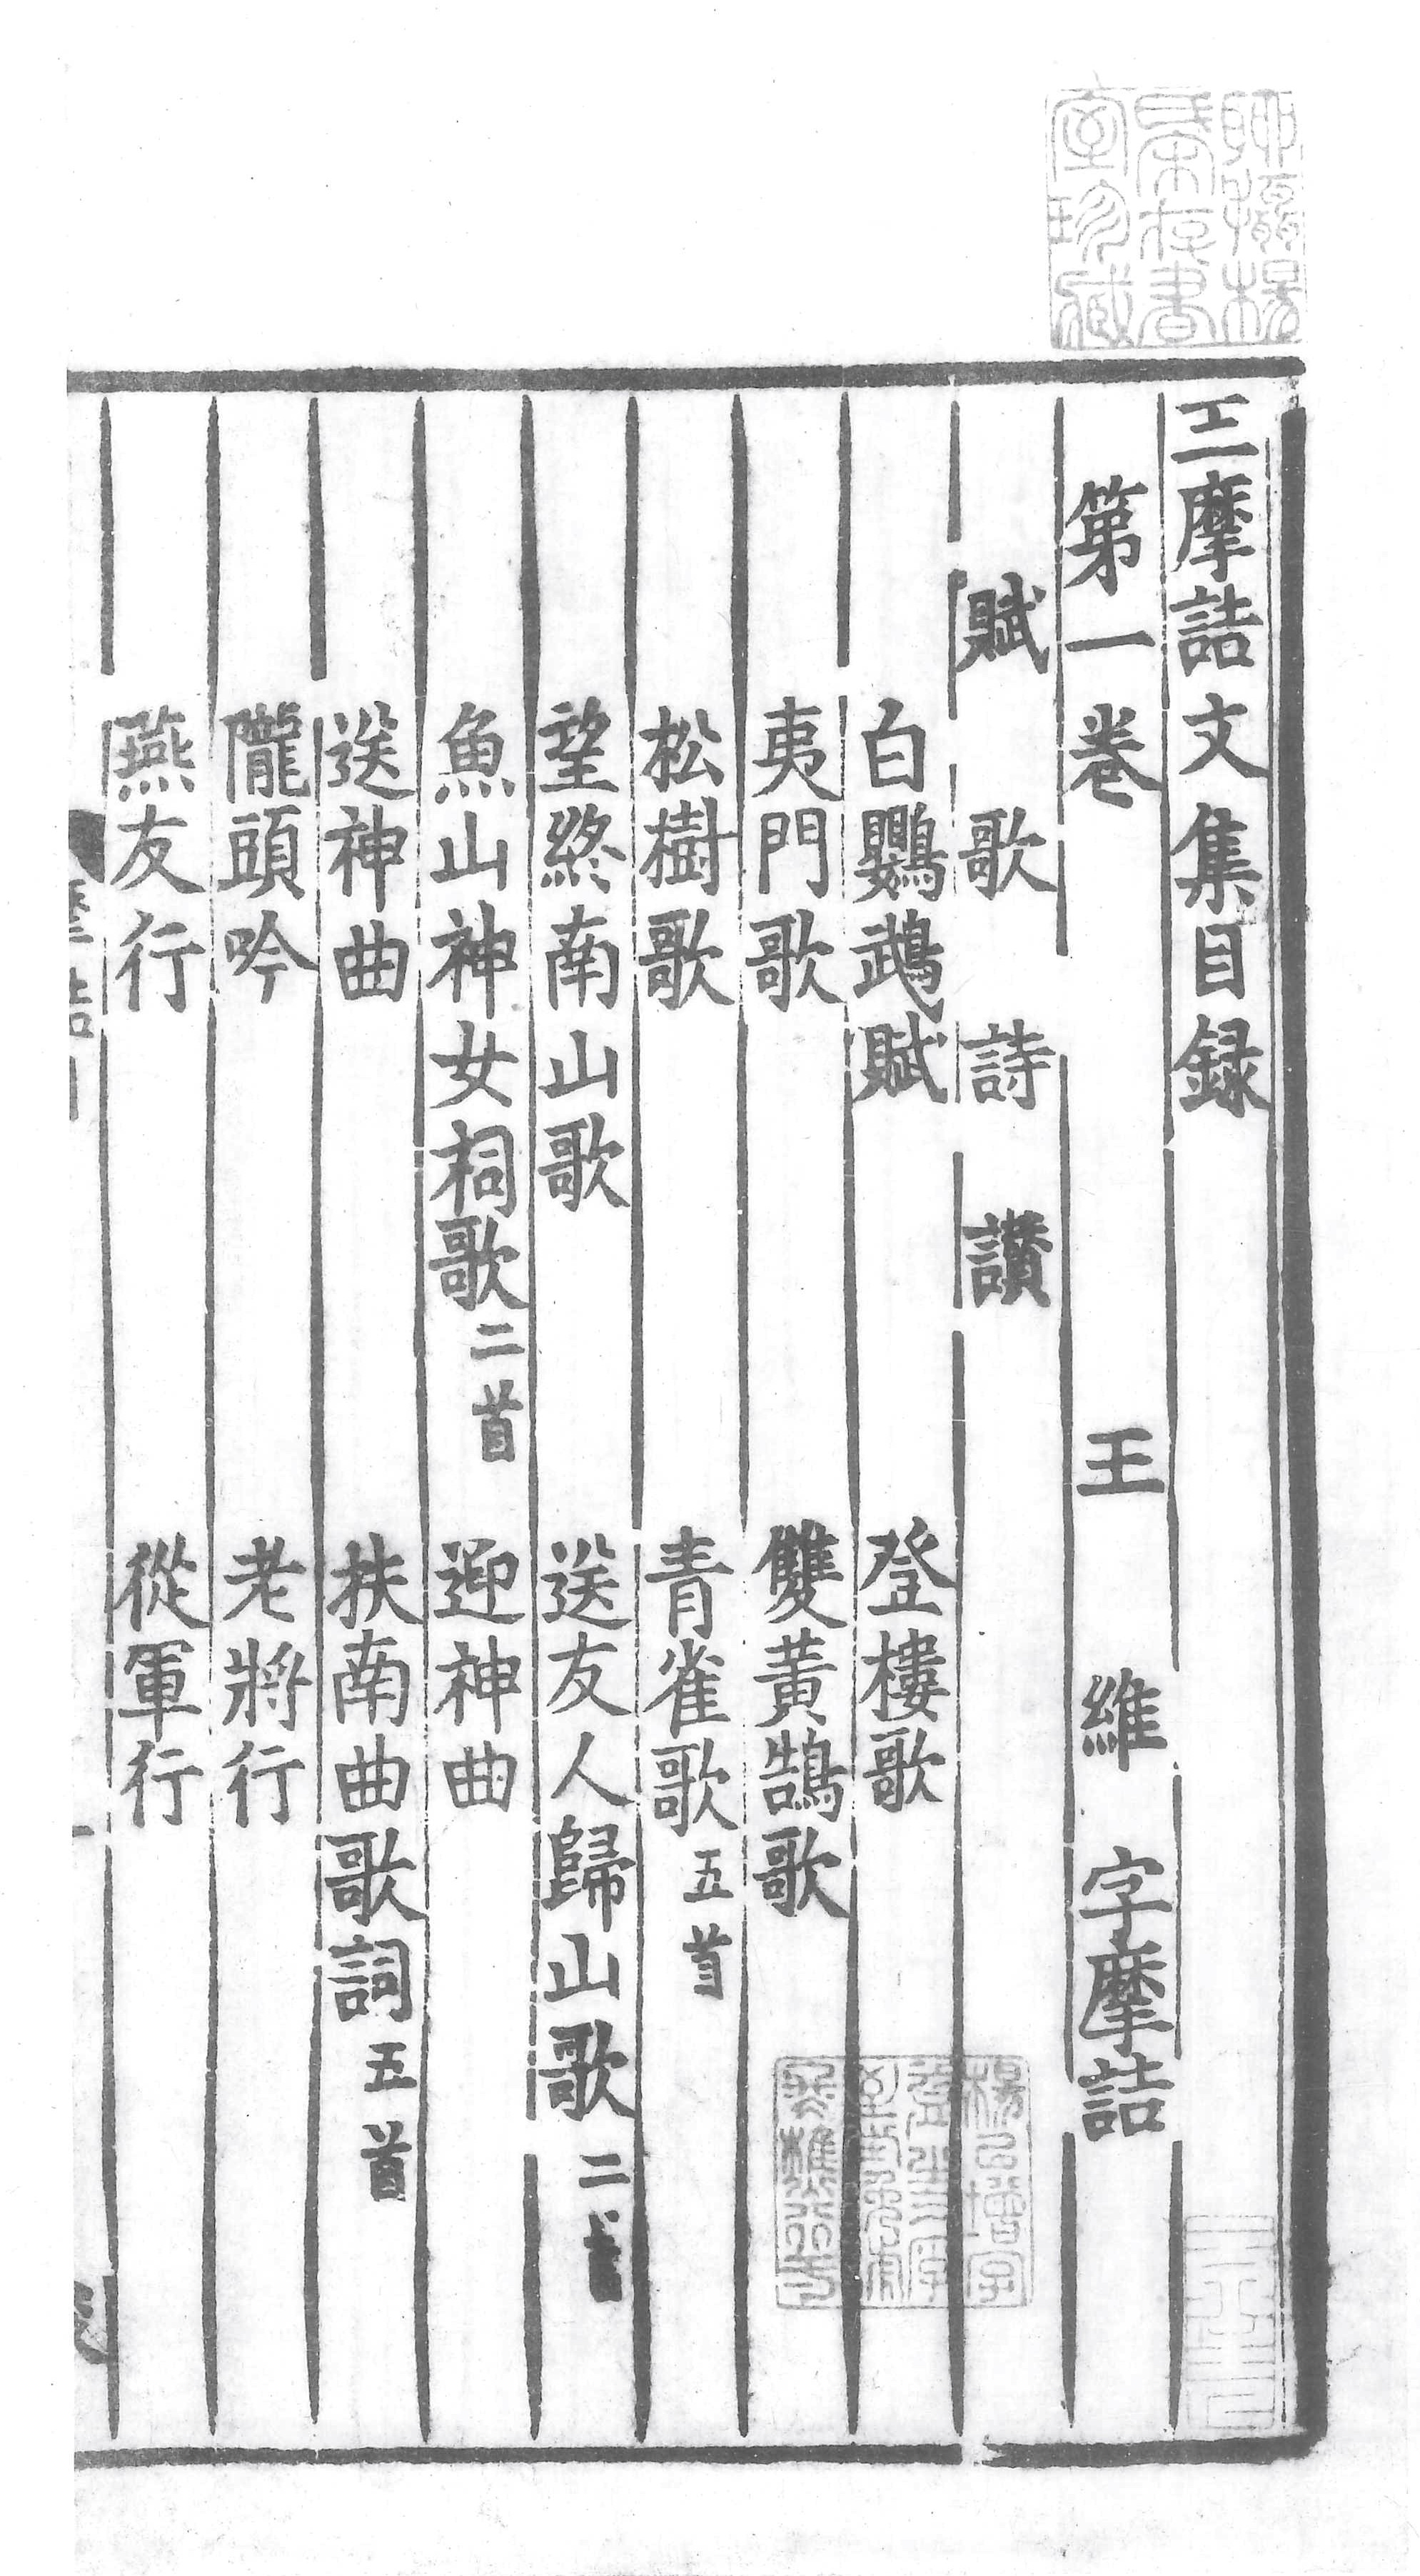 王摩詰文集目録
第一卷 王維 字摩詰
賦 歌 詩 讃
白鸚鵡賦 登樓歌
夷門歌 雙黃鵠歌
松樹歌 青雀歌五首
望終南山歌 送友人歸山歌二首
魚山神女祠歌二首 迎神曲
送神曲 扶南曲歌詞五首
隴頭吟 老將行
燕友行 從軍行